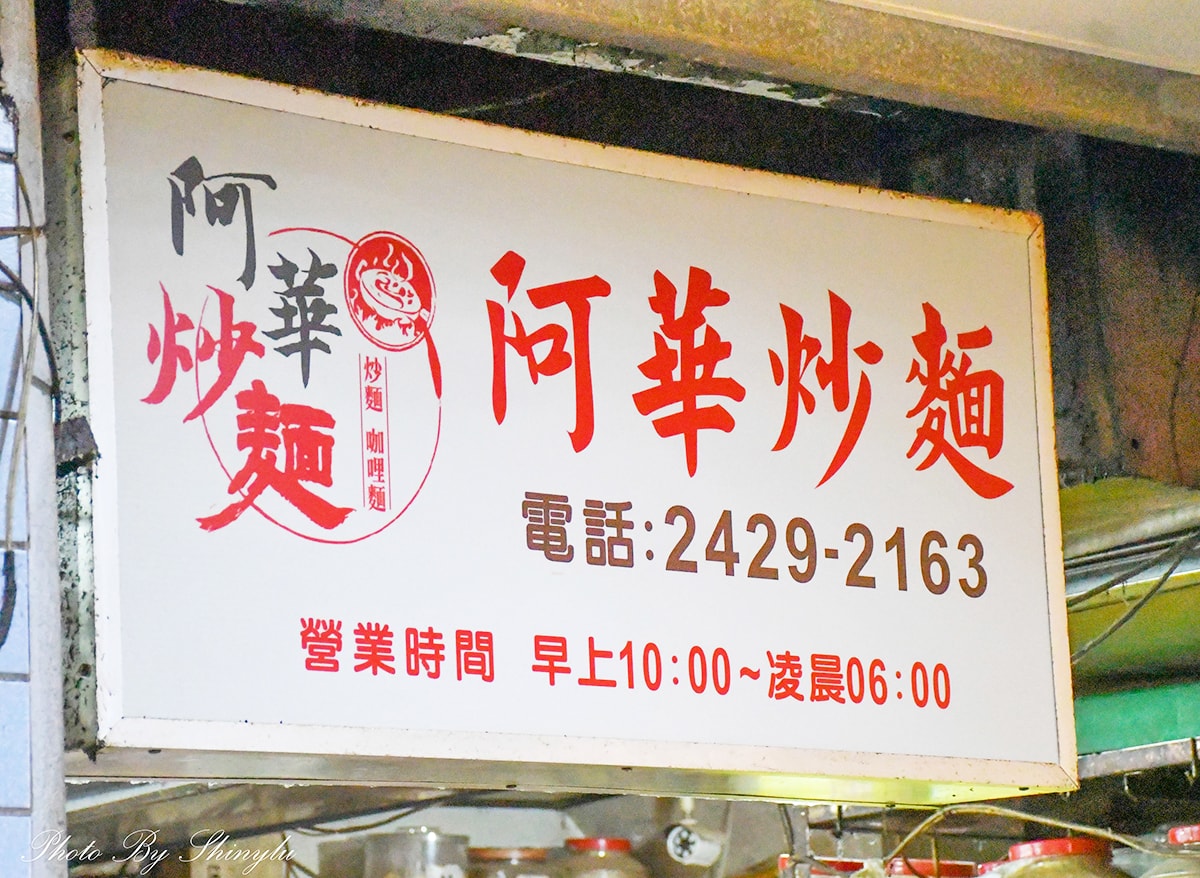 阿華
炒麵
炒麵 咖哩麵
阿華炒麵
電話:2429-2163
營業時間 早上10:00~凌晨06:00
Photo By Shinylu